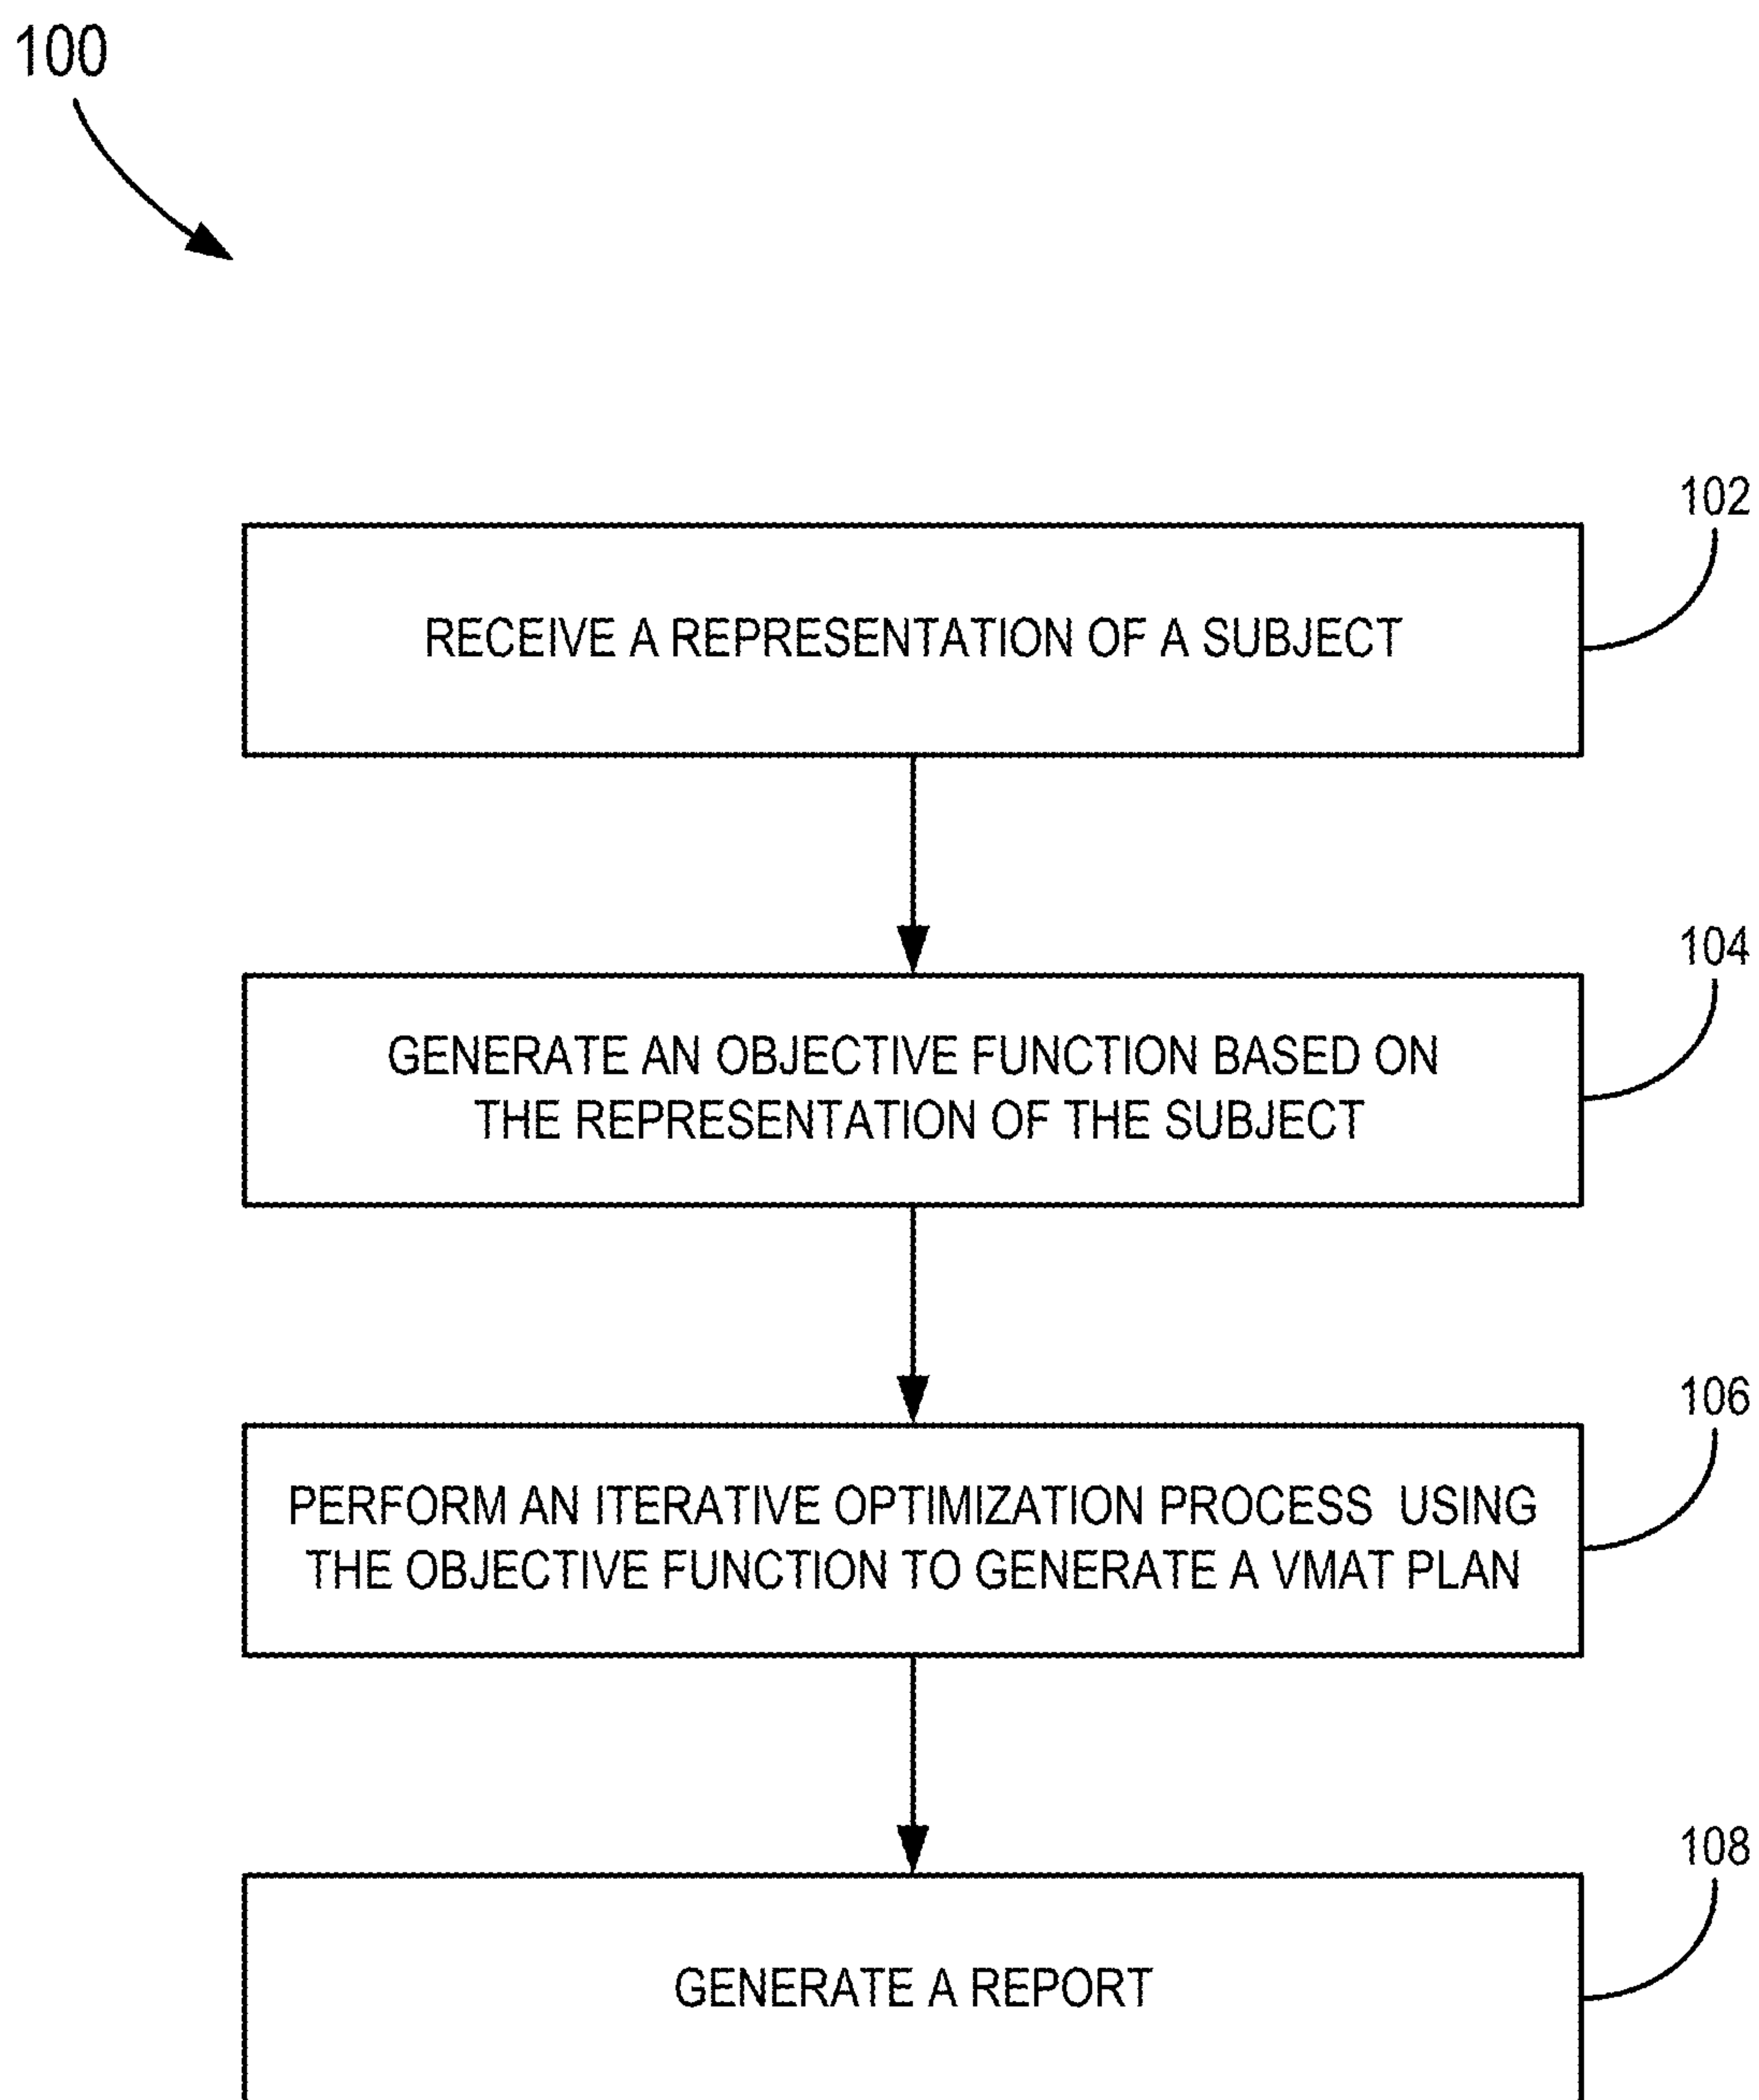 100
102
RECEIVE A REPRESENTATION OF A SUBJECT
104
GENERATE AN OBJECTIVE FUNCTION BASED ON
THE REPRESENTATION OF THE SUBJECT
106
PERFORM AN ITERATIVE OPTIMIZATION PROCESS USING
THE OBJECTIVE FUNCTION TO GENERATE A VMAT PLAN
108
GENERATE A REPORT